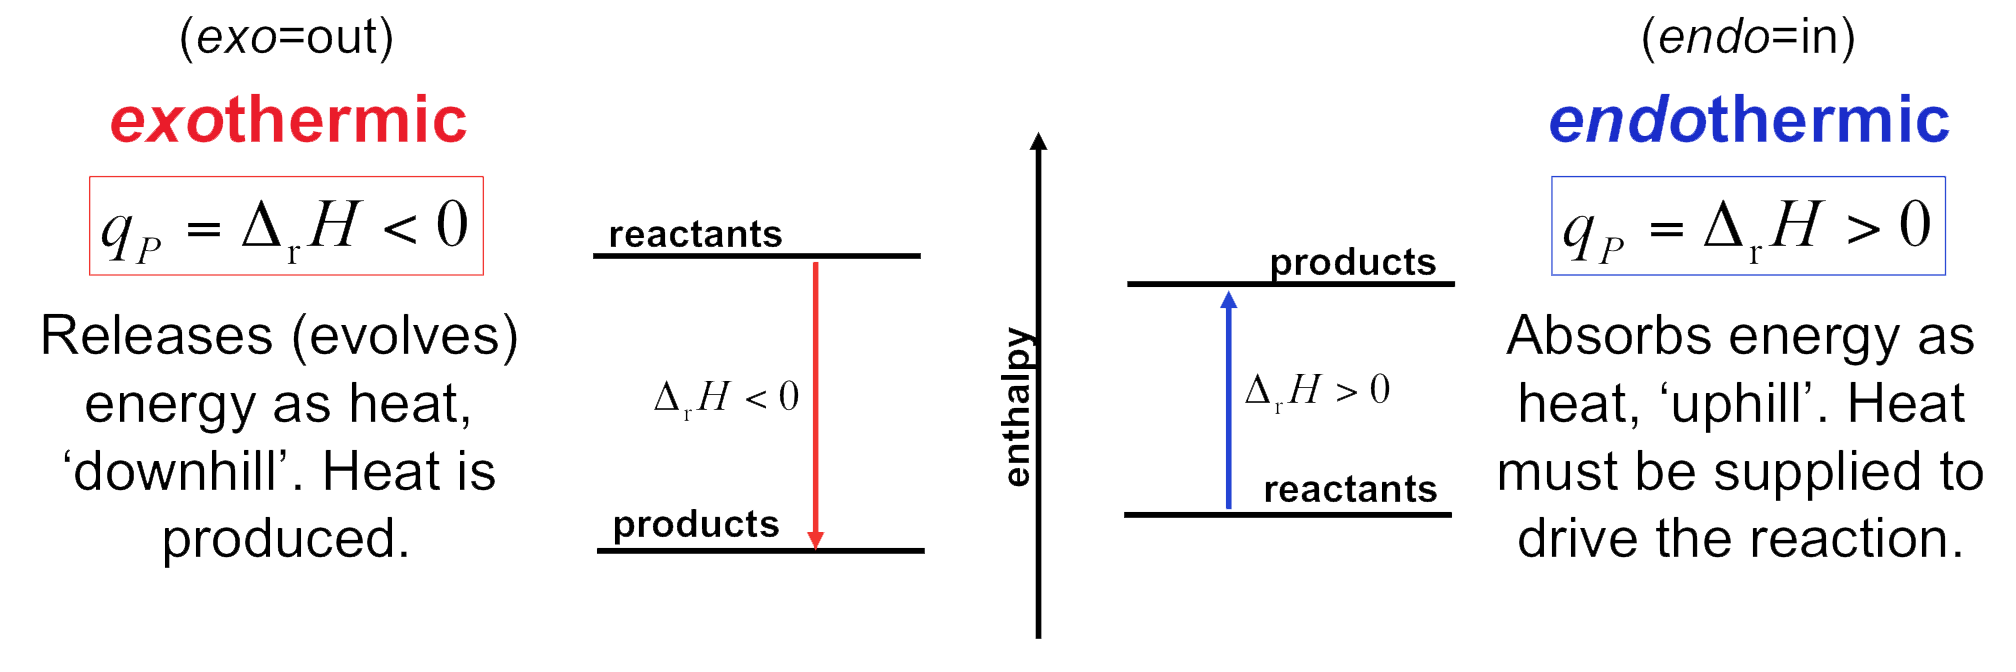 (exo=out)
exothermic
q_P = Δ_rH < 0
Releases (evolves)
energy as heat,
‘downhill’. Heat is
produced.
reactants
Δ_rH < 0
products
enthalpy
products
Δ_rH > 0
reactants
(endo=in)
endothermic
q_P = Δ_rH > 0
Absorbs energy as
heat, ‘uphill’. Heat
must be supplied to
drive the reaction.